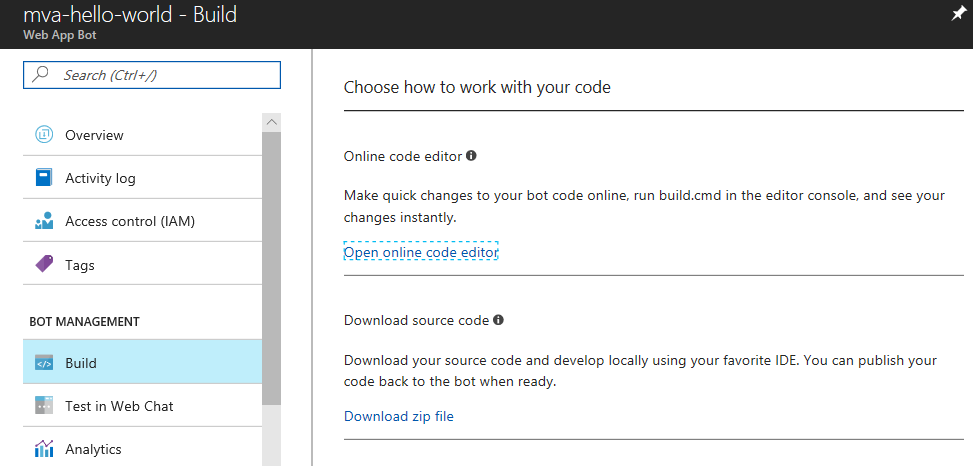 mva-hello-world - Build
Web App Bot
Search (Ctrl+/)
Overview
Activity log
Access control (IAM)
Tags
BOT MANAGEMENT
Build
Test in Web Chat
Analytics
Choose how to work with your code
Online code editor
Make quick changes to your bot code online, run build.cmd in the editor console, and see your
changes instantly.
Open online code editor
Download source code
Download your source code and develop locally using your favorite IDE. You can publish your
code back to the bot when ready.
Download zip file